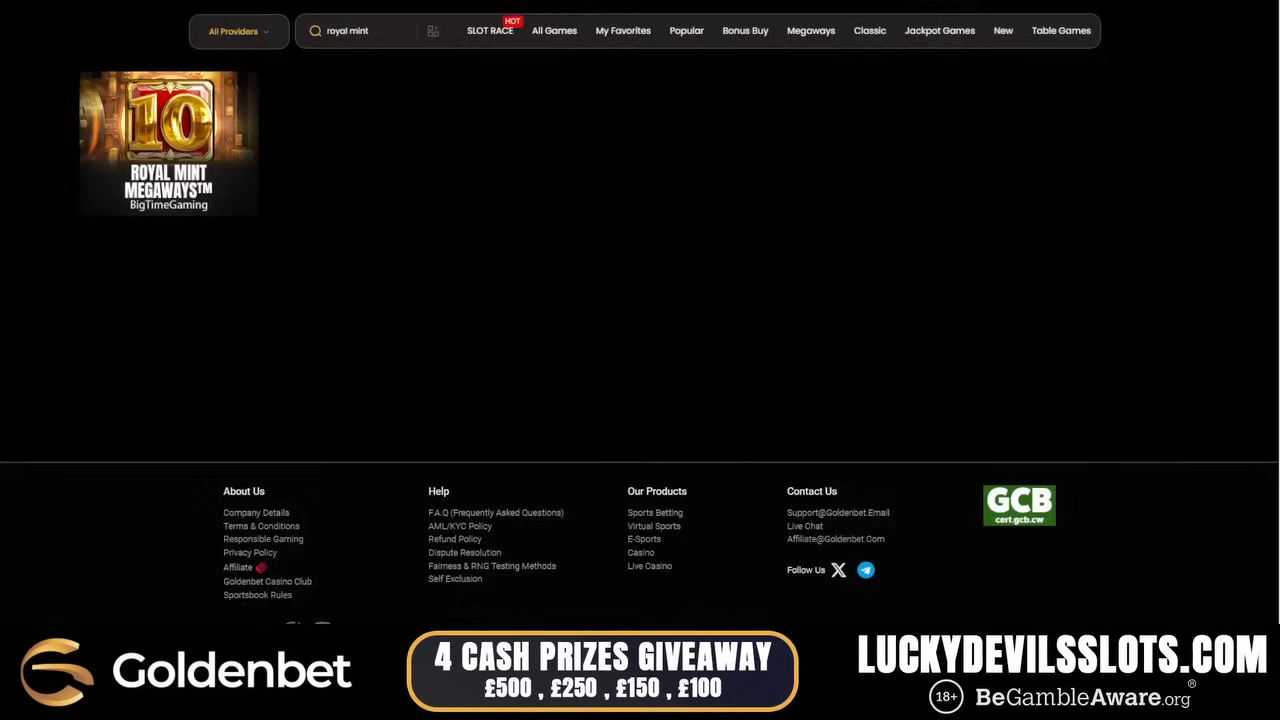 All Providers
royal mint
HOT
SLOT RACE
All Games
My Favorites
Popular
Bonus Buy
Megaways
Classic
Jackpot Games
New
Table Games
10
ROYAL MINT
MEGAWAYS™
BigTimeGaming
About Us
Company Details
Terms & Conditions
Responsible Gaming
Privacy Policy
Affiliate
Goldenbet Casino Club
Sportsbook Rules
Help
F.A.Q (Frequently Asked Questions)
AML/KYC Policy
Refund Policy
Dispute Resolution
Fairness & RNG Testing Methods
Self Exclusion
Our Products
Sports Betting
Virtual Sports
E-Sports
Casino
Live Casino
Contact Us
Support@Goldenbet.Email
Live Chat
Affiliate@Goldenbet.Com
Follow Us
GCB
cert.gcb.cw
Goldenbet
4 CASH PRIZES GIVEAWAY
£500 , £250 , £150 , £100
LUCKYDEVILSSLOTS.COM
18+ BeGambleAware.org®